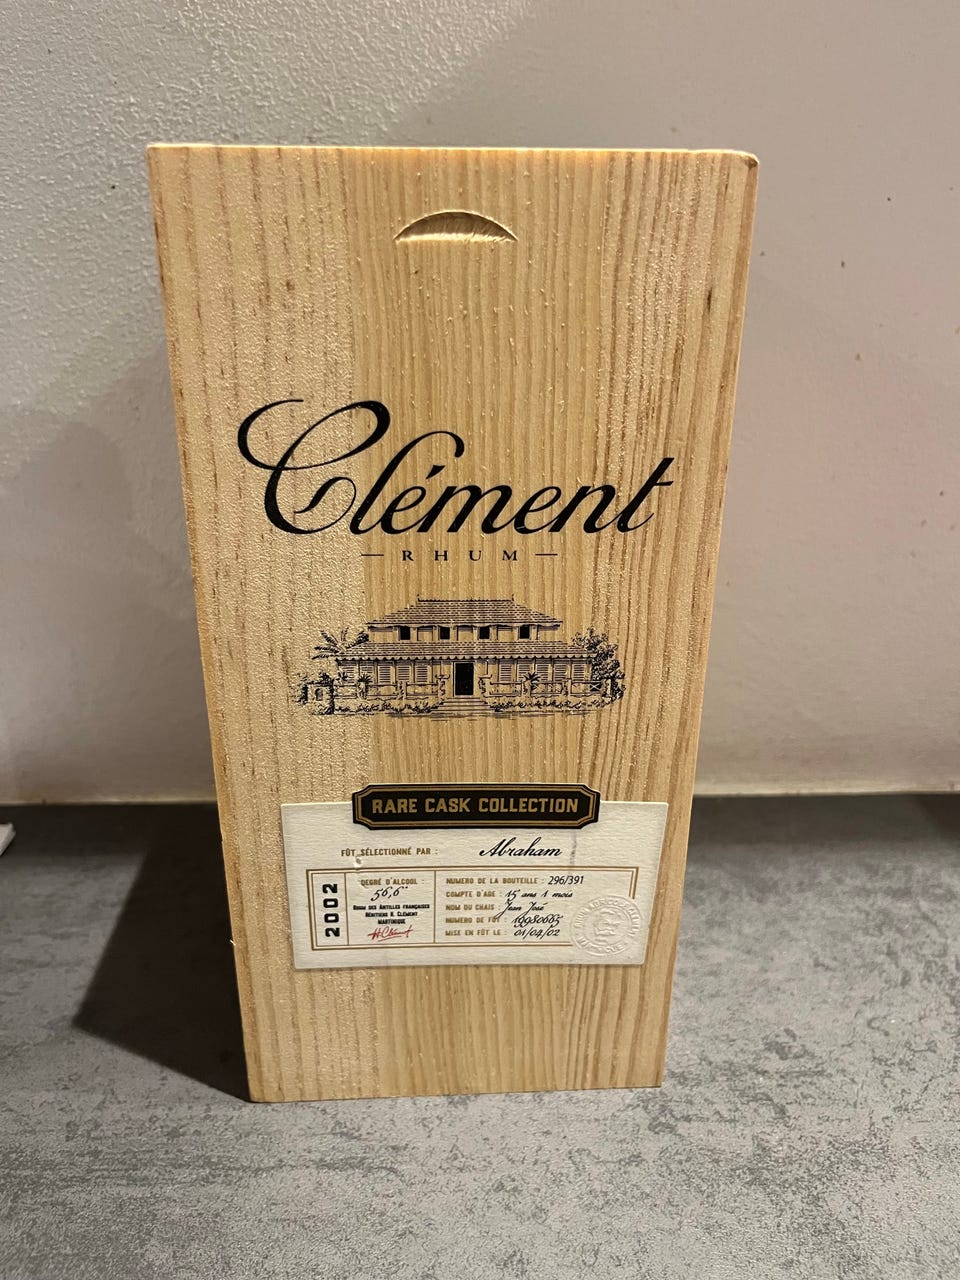 Clément
RHUM
RARE CASK COLLECTION
FÛT SÉLECTIONNÉ PAR : Abraham
2002
DEGRÉ D'ALCOOL :
56,6°
RHUM DES ANTILLES FRANÇAISES
HÉRITIERS H. CLÉMENT
MARTINIQUE
NUMERO DE LA BOUTEILLE : 296/391
COMPTE D'AGE : 15 ans 1 mois
NOM DU CHAIS : Jean José
NUMERO DE FÛT :
MISE EN FÛT LE : 01/04/02